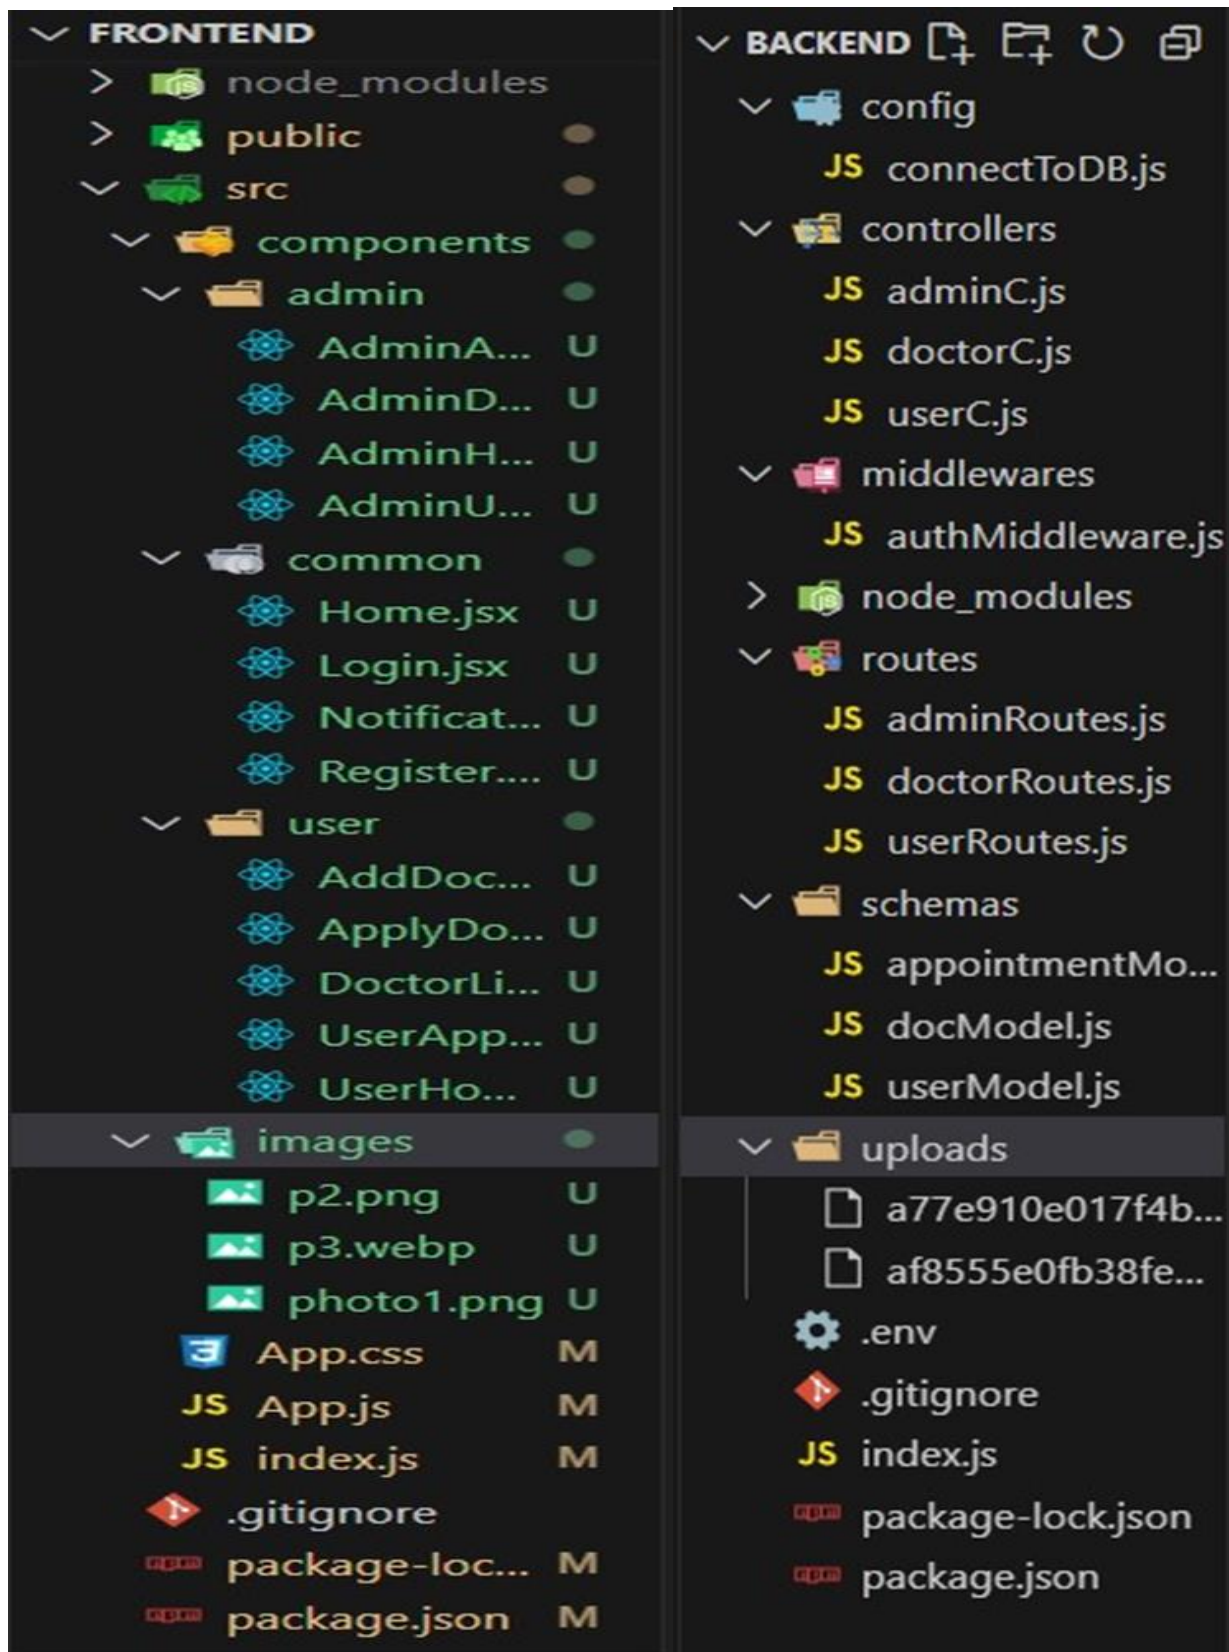 FRONTEND
node_modules
public
src
components
admin
AdminA... U
AdminD... U
AdminH... U
AdminU... U
common
Home.jsx U
Login.jsx U
Notificat... U
Register.... U
user
AddDoc... U
ApplyDo... U
DoctorLi... U
UserApp... U
UserHo... U
images
p2.png U
p3.webp U
photo1.png U
App.css M
JS App.js M
JS index.js M
.gitignore
package-loc... M
package.json M
BACKEND
config
JS connectToDB.js
controllers
JS adminC.js
JS doctorC.js
JS userC.js
middlewares
JS authMiddleware.js
node_modules
routes
JS adminRoutes.js
JS doctorRoutes.js
JS userRoutes.js
schemas
JS appointmentMo...
JS docModel.js
JS userModel.js
uploads
a77e910e017f4b...
af8555e0fb38fe...
.env
.gitignore
JS index.js
package-lock.json
package.json